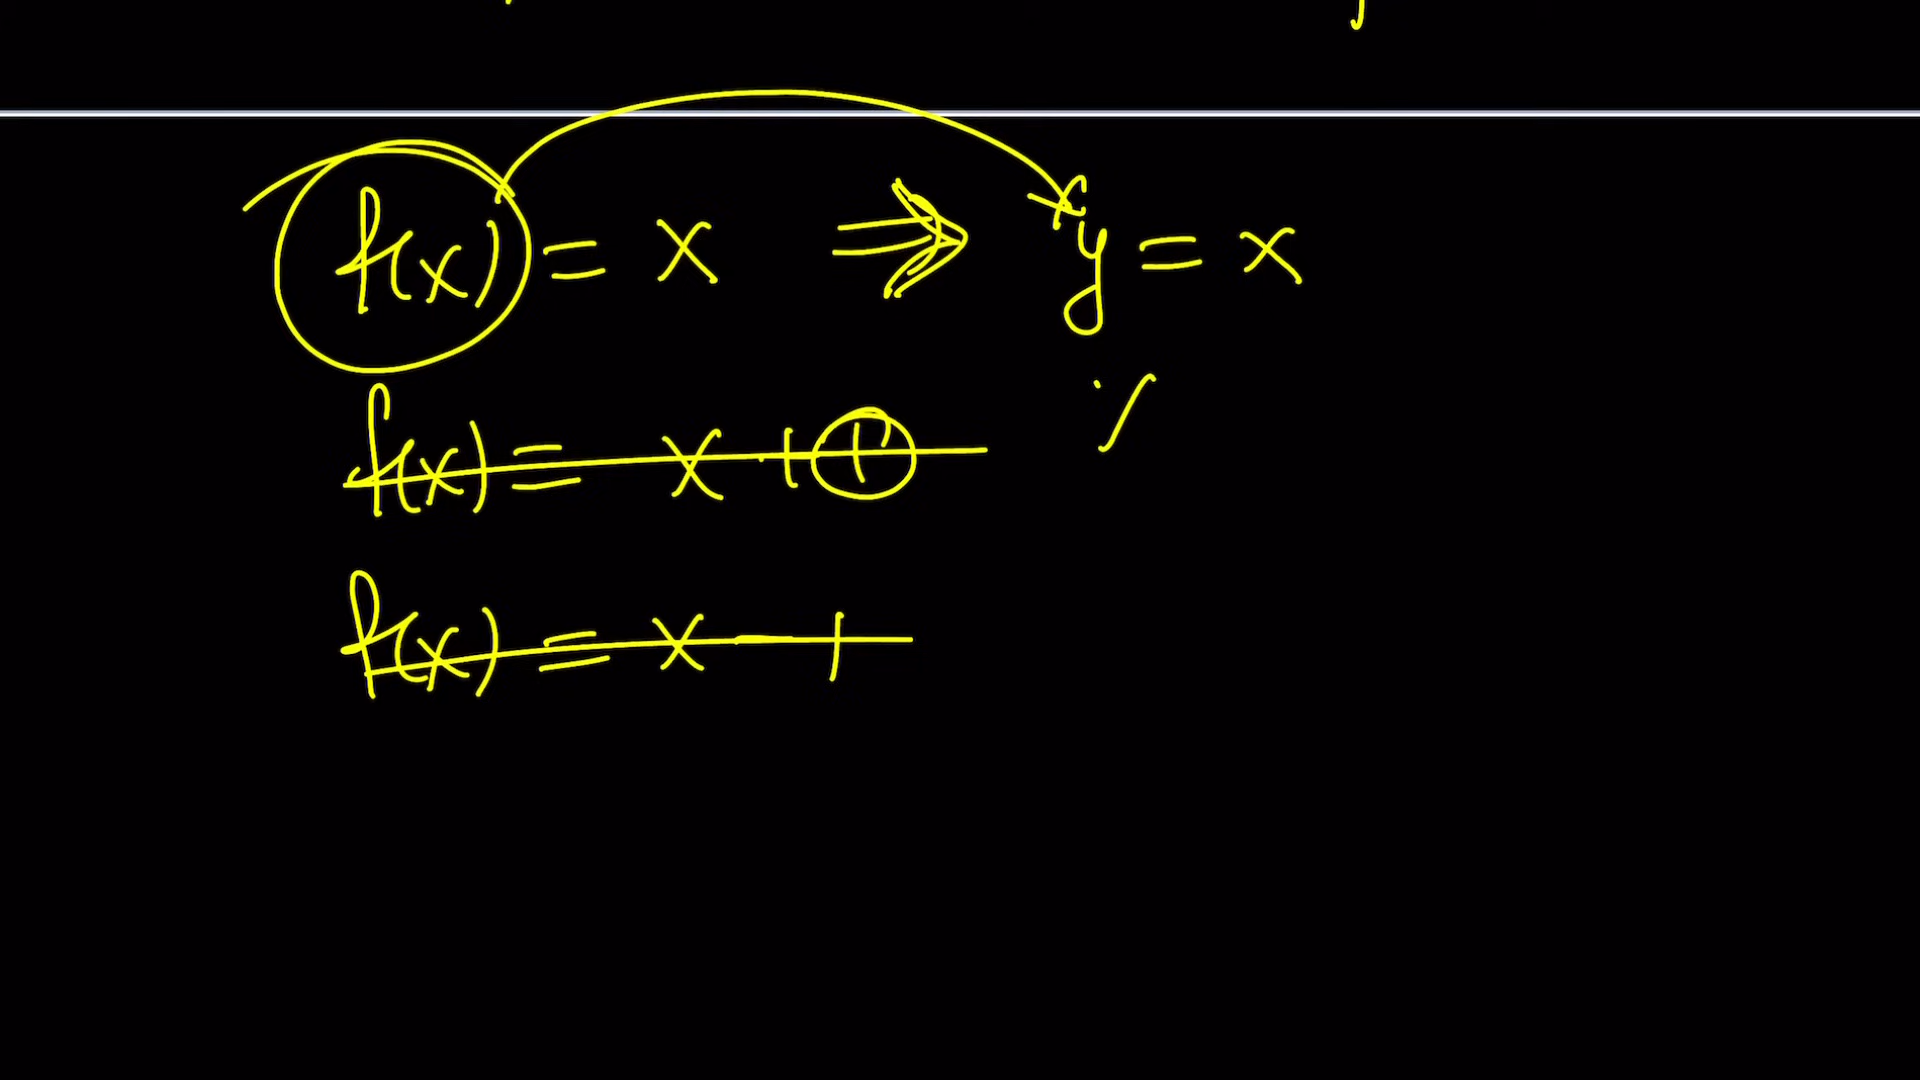 f(x) = x ⇒ y = x
f(x) = x + 1
f(x) = x - 1